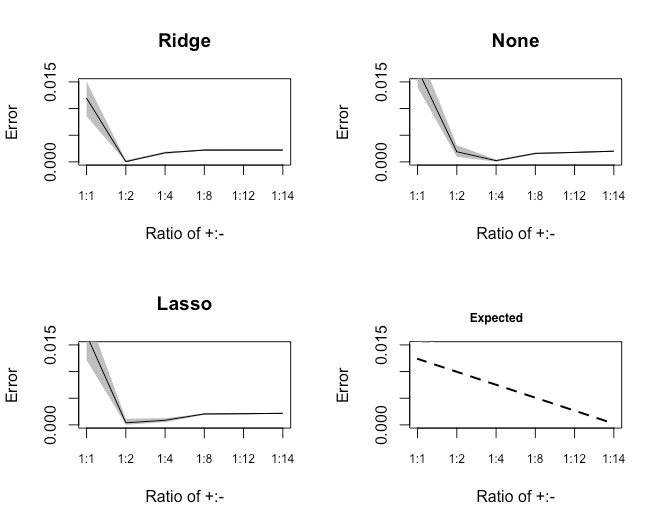 Ridge
0.015
0.000
Error
1:1 1:2 1:4 1:8 1:12 1:14
Ratio of +:-
None
0.015
0.000
Error
1:1 1:2 1:4 1:8 1:12 1:14
Ratio of +:-
Lasso
0.015
0.000
Error
1:1 1:2 1:4 1:8 1:12 1:14
Ratio of +:-
Expected
0.015
0.000
Error
1:1 1:2 1:4 1:8 1:12 1:14
Ratio of +:-